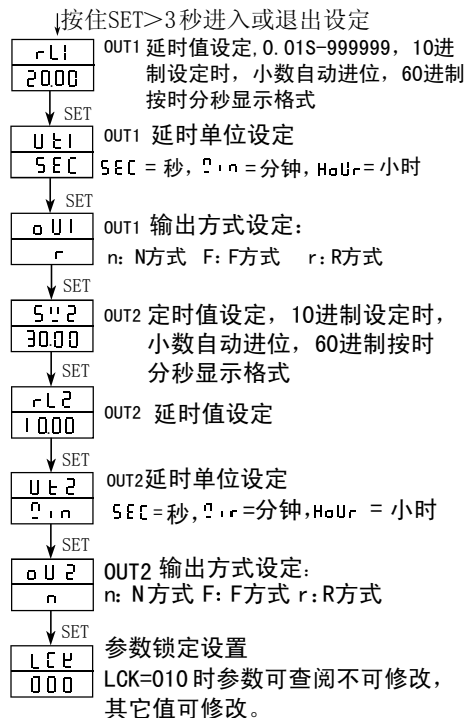 按住SET>3秒进入或退出设定
rL1
20.00
OUT1 延时值设定,0.01S-999999，10进
制设定时，小数自动进位，60进制
按时分秒显示格式
SET
Ut1
SEC
OUT1 延时单位设定
SEC = 秒，min =分钟，HoUr= 小时
SET
oU1
r
OUT1 输出方式设定：
n: N方式 F: F方式 r: R方式
SET
SV2
30.00
OUT2 定时值设定，10进制设定时，
小数自动进位，60进制按时
分秒显示格式
SET
rL2
10.00
OUT2 延时值设定
SET
Ut2
min
OUT2延时单位设定
SEC=秒,min=分钟,HoUr = 小时
SET
oU2
n
OUT2 输出方式设定:
n: N方式 F: F方式 r:R方式
SET
LCK
000
参数锁定设置
LCK=010 时参数可查阅不可修改，
其它值可修改。